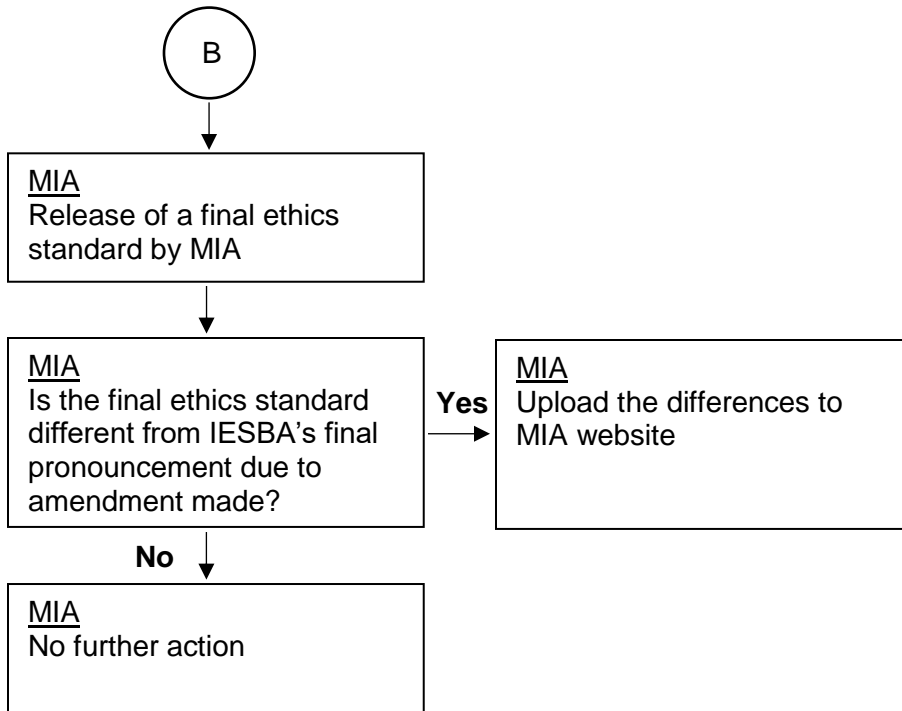 B
MIA
Release of a final ethics
standard by MIA
MIA
Is the final ethics standard
different from IESBA's final
pronouncement due to
amendment made?
Yes
MIA
Upload the differences to
MIA website
No
MIA
No further action